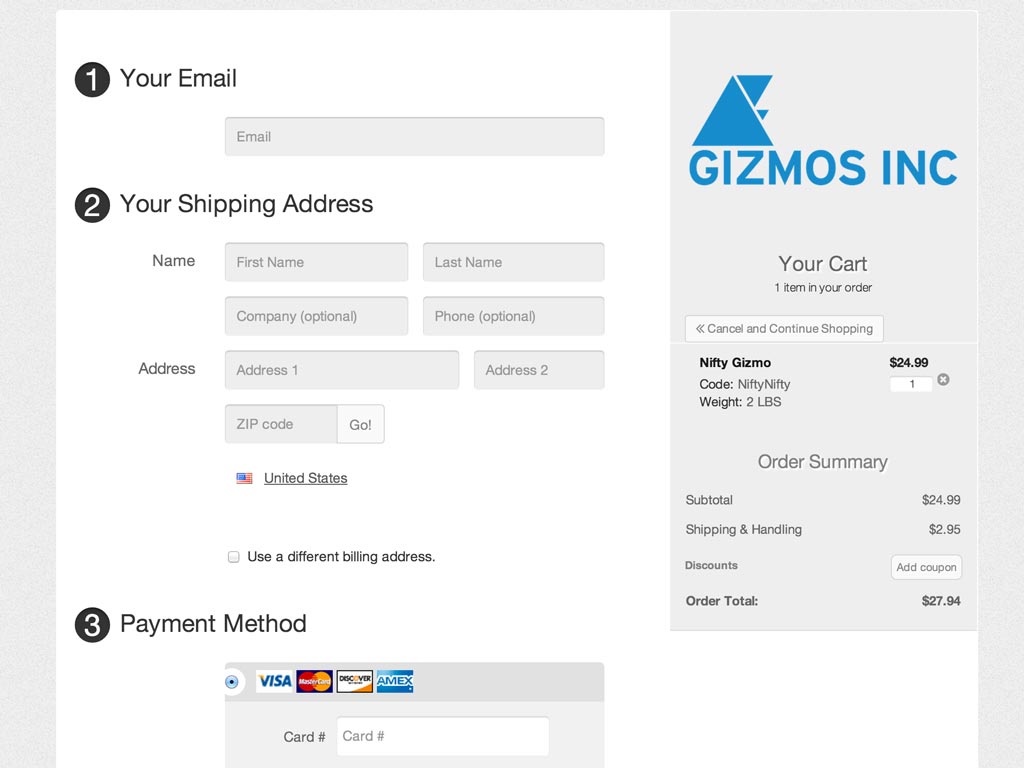 1 Your Email
Email
2 Your Shipping Address
Name
First Name
Last Name
Company (optional)
Phone (optional)
Address
Address 1
Address 2
ZIP code
Go!
United States
Use a different billing address.
3 Payment Method
VISA MasterCard DISCOVER AMEX
Card #
Card #
GIZMOS INC
Your Cart
1 item in your order
« Cancel and Continue Shopping
Nifty Gizmo $24.99
Code: NiftyNifty 1
Weight: 2 LBS
Order Summary
Subtotal $24.99
Shipping & Handling $2.95
Discounts Add coupon
Order Total: $27.94